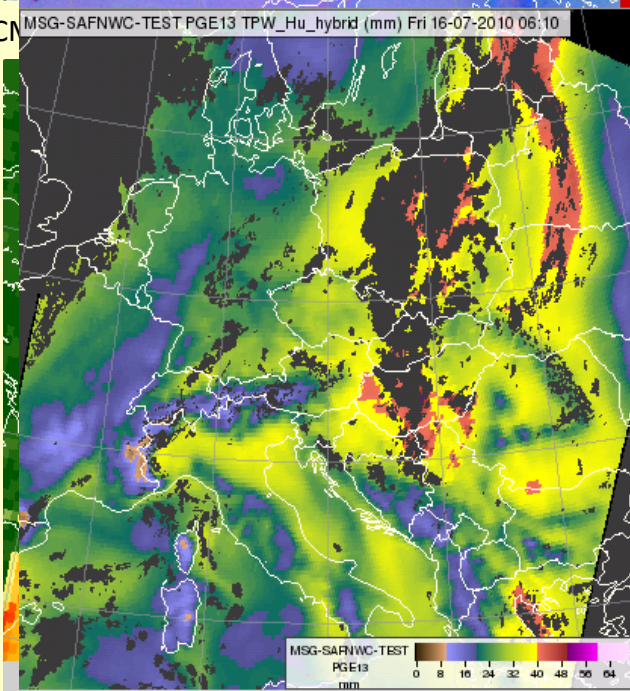 MSG-SAFNWC-TEST PGE13 TPW_Hu_hybrid (mm) Fri 16-07-2010 06:10
MSG-SAFNWC-TEST
PGE13
mm
0 8 16 24 32 40 48 56 64